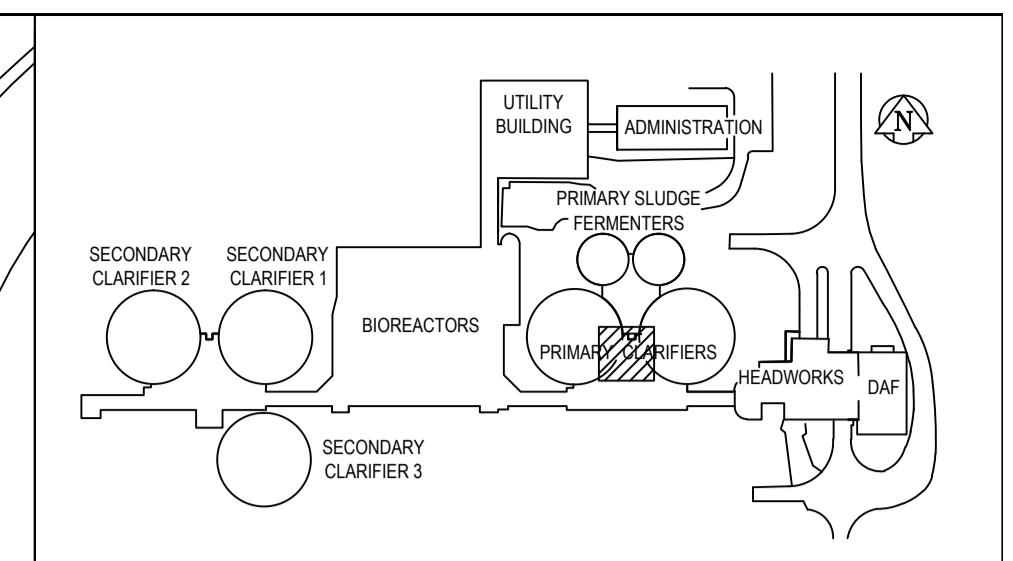 UTILITY
BUILDING
ADMINISTRATION
N
PRIMARY SLUDGE
FERMENTERS
SECONDARY
CLARIFIER 2
SECONDARY
CLARIFIER 1
BIOREACTORS
PRIMARY CLARIFIERS
HEADWORKS
DAF
SECONDARY
CLARIFIER 3